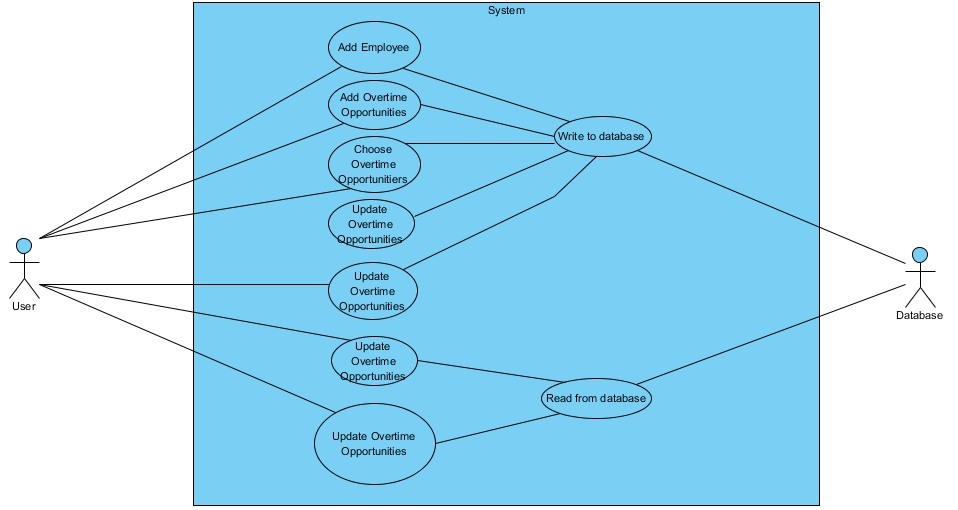 System
Add Employee
Add Overtime
Opportunities
Choose
Overtime
Opportunitiers
Write to database
Update
Overtime
Opportunities
Update
Overtime
Opportunities
User
Database
Update
Overtime
Opportunities
Read from database
Update Overtime
Opportunities